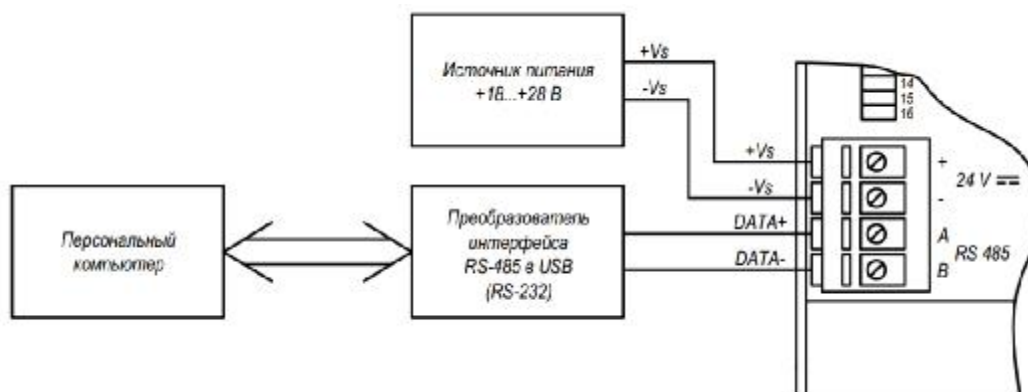 Источник питания
+18...+28 В
+Vs
-Vs
14
15
16
+Vs
-Vs
DATA+
DATA-
+
-
24 V
A
B
RS 485
Персональный
компьютер
Преобразователь
интерфейса
RS-485 в USB
(RS-232)